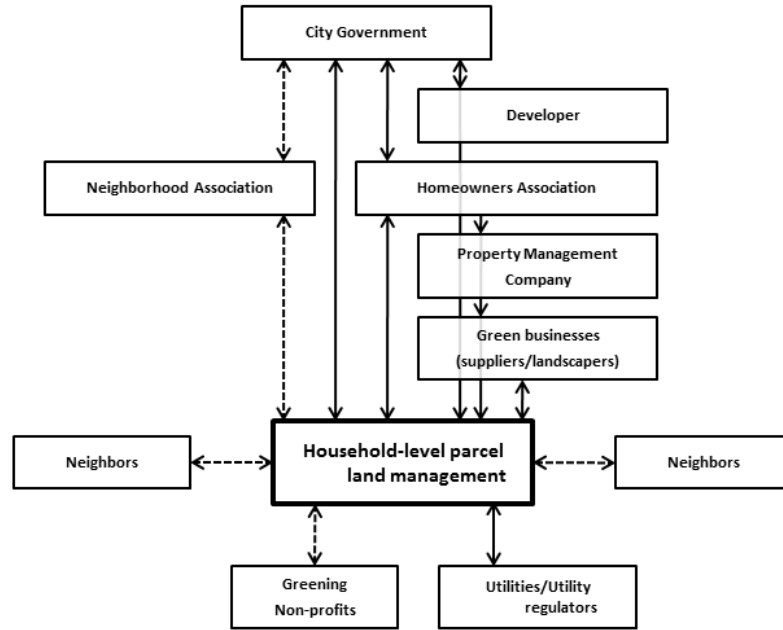 City Government
Developer
Neighborhood Association
Homeowners Association
Property Management
Company
Green businesses
(suppliers/landscapers)
Household-level parcel
land management
Neighbors
Neighbors
Greening
Non-profits
Utilities/Utility
regulators